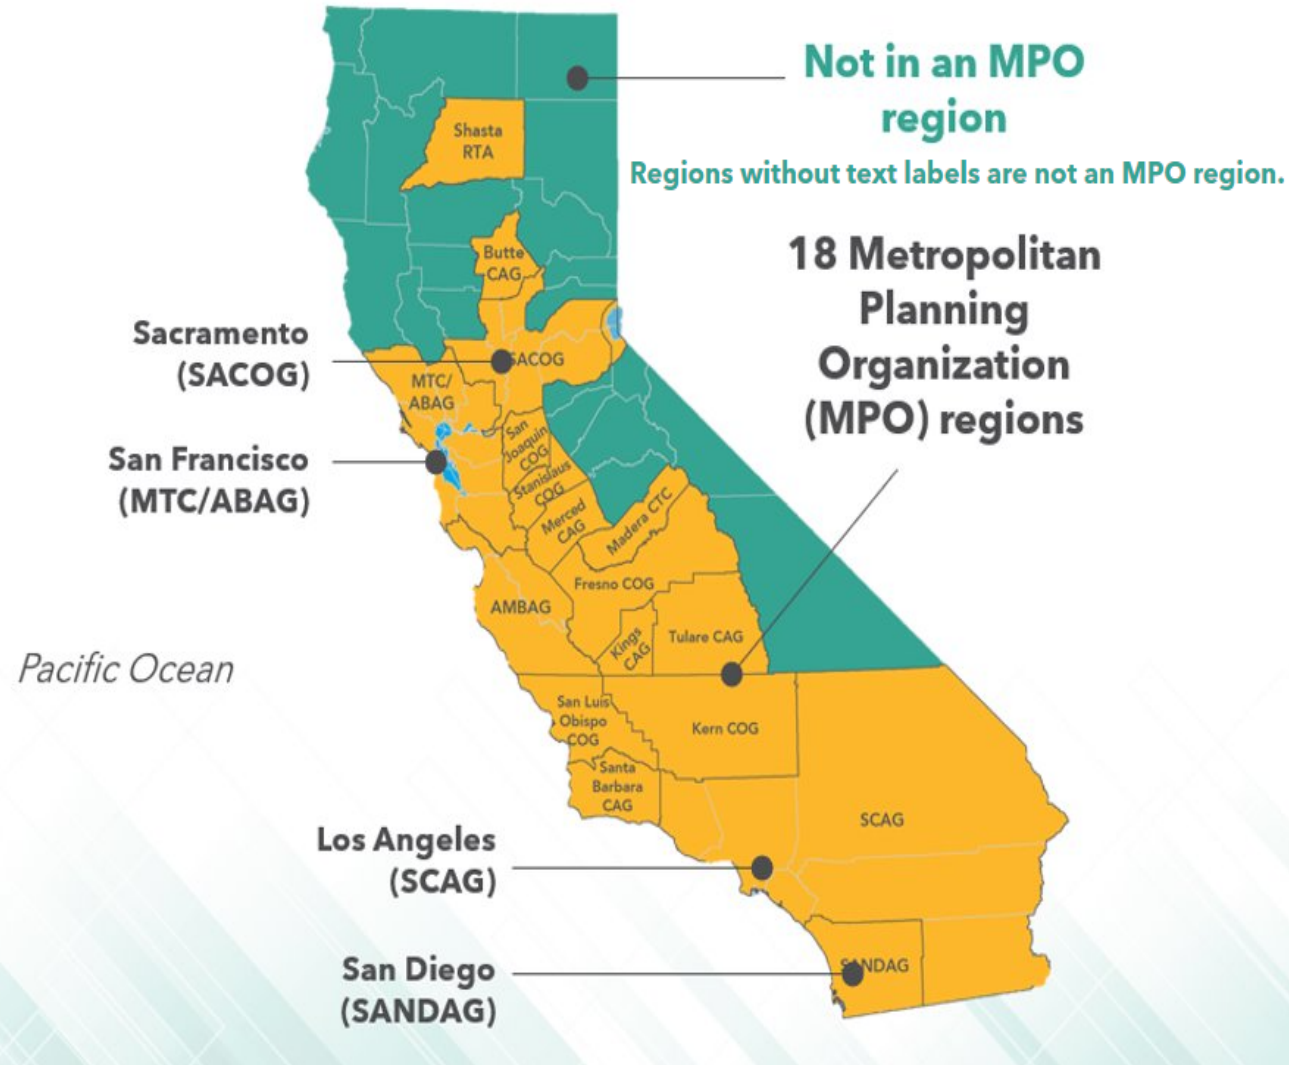 Not in an MPO
region
Regions without text labels are not an MPO region.
18 Metropolitan
Planning
Organization
(MPO) regions
Sacramento
(SACOG)
San Francisco
(MTC/ABAG)
Pacific Ocean
Los Angeles
(SCAG)
San Diego
(SANDAG)
Shasta
RTA
Butte
CAG
SACOG
MTC/
ABAG
San
Joaquin
COG
Stanislaus
COG
Merced
CAG
Madera CTC
Fresno COG
AMBAG
Kings
CAG
Tulare CAG
San Luis
Obispo
COG
Kern COG
Santa
Barbara
CAG
SCAG
SANDAG